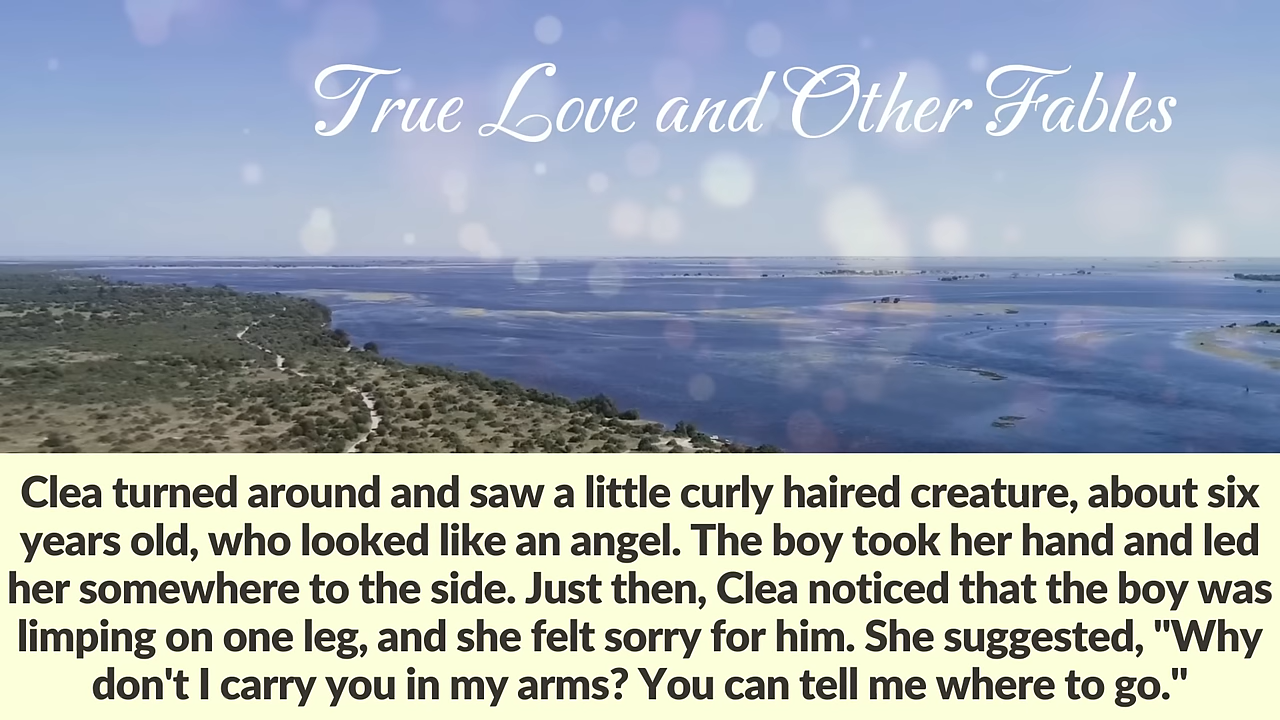 True Love and Other Fables
Clea turned around and saw a little curly haired creature, about six
years old, who looked like an angel. The boy took her hand and led
her somewhere to the side. Just then, Clea noticed that the boy was
limping on one leg, and she felt sorry for him. She suggested, "Why
don't I carry you in my arms? You can tell me where to go."